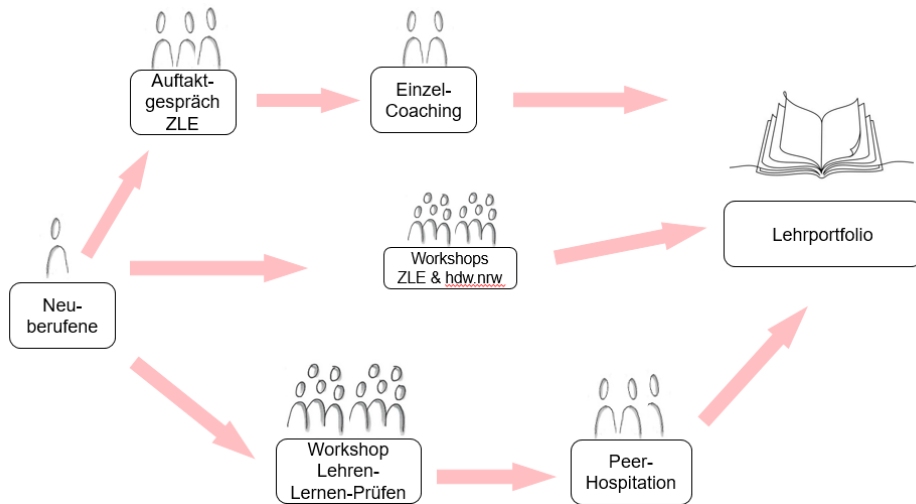 Auftakt-
gespräch
ZLE
Einzel-
Coaching
Neu-
berufene
Workshops
ZLE & hdw.nrw
Lehrportfolio
Workshop
Lehren-
Lernen-Prüfen
Peer-
Hospitation